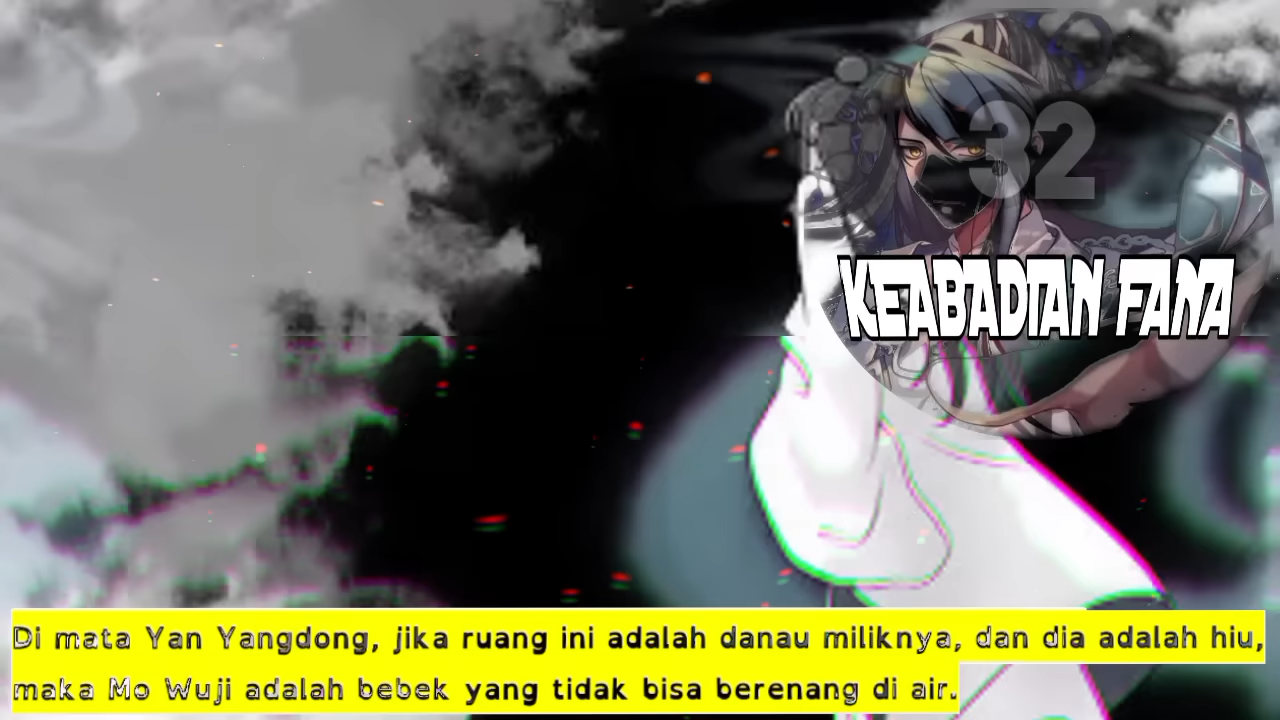 32
KEABADIAN FANA
Di mata Yan Yangdong, jika ruang ini adalah danau miliknya, dan dia adalah hiu,
maka Mo Wuji adalah bebek yang tidak bisa berenang di air.